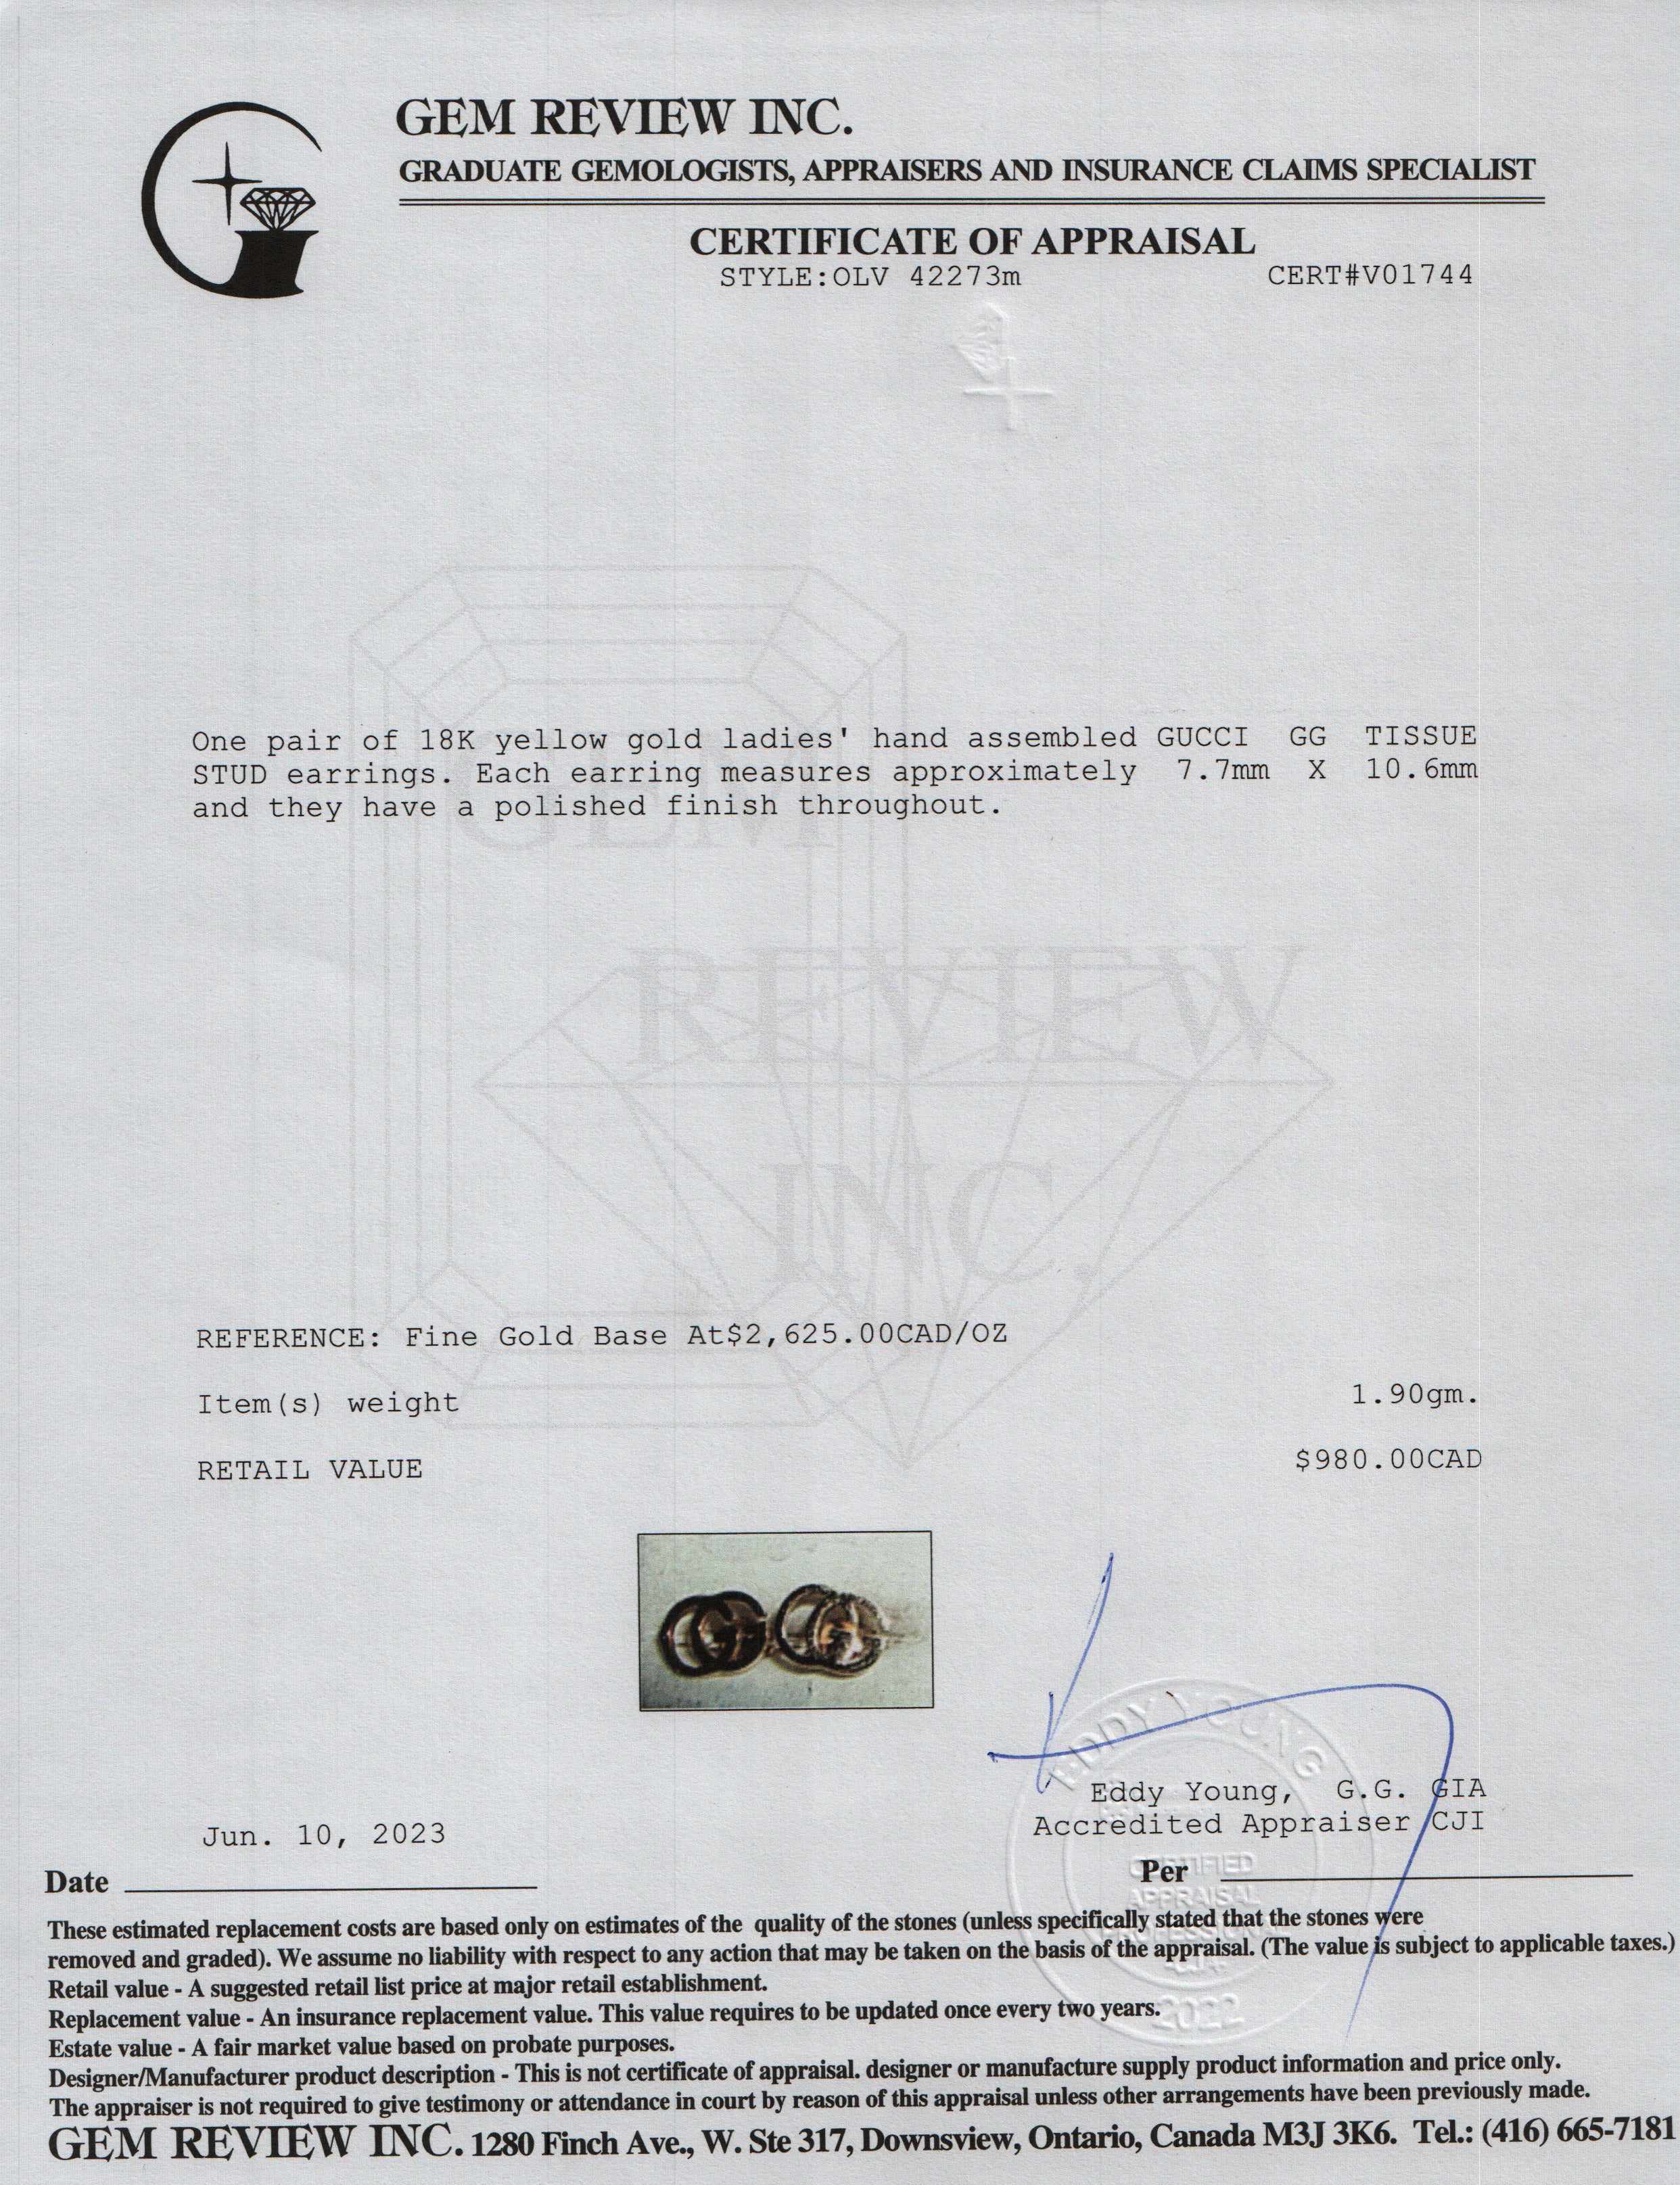 GEM REVIEW INC.
GRADUATE GEMOLOGISTS, APPRAISERS AND INSURANCE CLAIMS SPECIALIST
CERTIFICATE OF APPRAISAL
STYLE:OLV 42273m CERT#V01744
One pair of 18K yellow gold ladies' hand assembled GUCCI GG TISSUE
STUD earrings. Each earring measures approximately 7.7mm X 10.6mm
and they have a polished finish throughout.
GEM
REVIEW
INC.
REFERENCE: Fine Gold Base At$2,625.00CAD/OZ
Item(s) weight 1.90gm.
RETAIL VALUE $980.00CAD
EDDY YOUNG
Eddy Young, G.G. GIA
Accredited Appraiser CJI
Jun. 10, 2023
Date
Per
CERTIFIED
APPRAISAL
PROFESSIONAL
2022
These estimated replacement costs are based only on estimates of the quality of the stones (unless specifically stated that the stones were
removed and graded). We assume no liability with respect to any action that may be taken on the basis of the appraisal. (The value is subject to applicable taxes.)
Retail value - A suggested retail list price at major retail establishment.
Replacement value - An insurance replacement value. This value requires to be updated once every two years.
Estate value - A fair market value based on probate purposes.
Designer/Manufacturer product description - This is not certificate of appraisal. designer or manufacture supply product information and price only.
The appraiser is not required to give testimony or attendance in court by reason of this appraisal unless other arrangements have been previously made.
GEM REVIEW INC. 1280 Finch Ave., W. Ste 317, Downsview, Ontario, Canada M3J 3K6. Tel.: (416) 665-7181